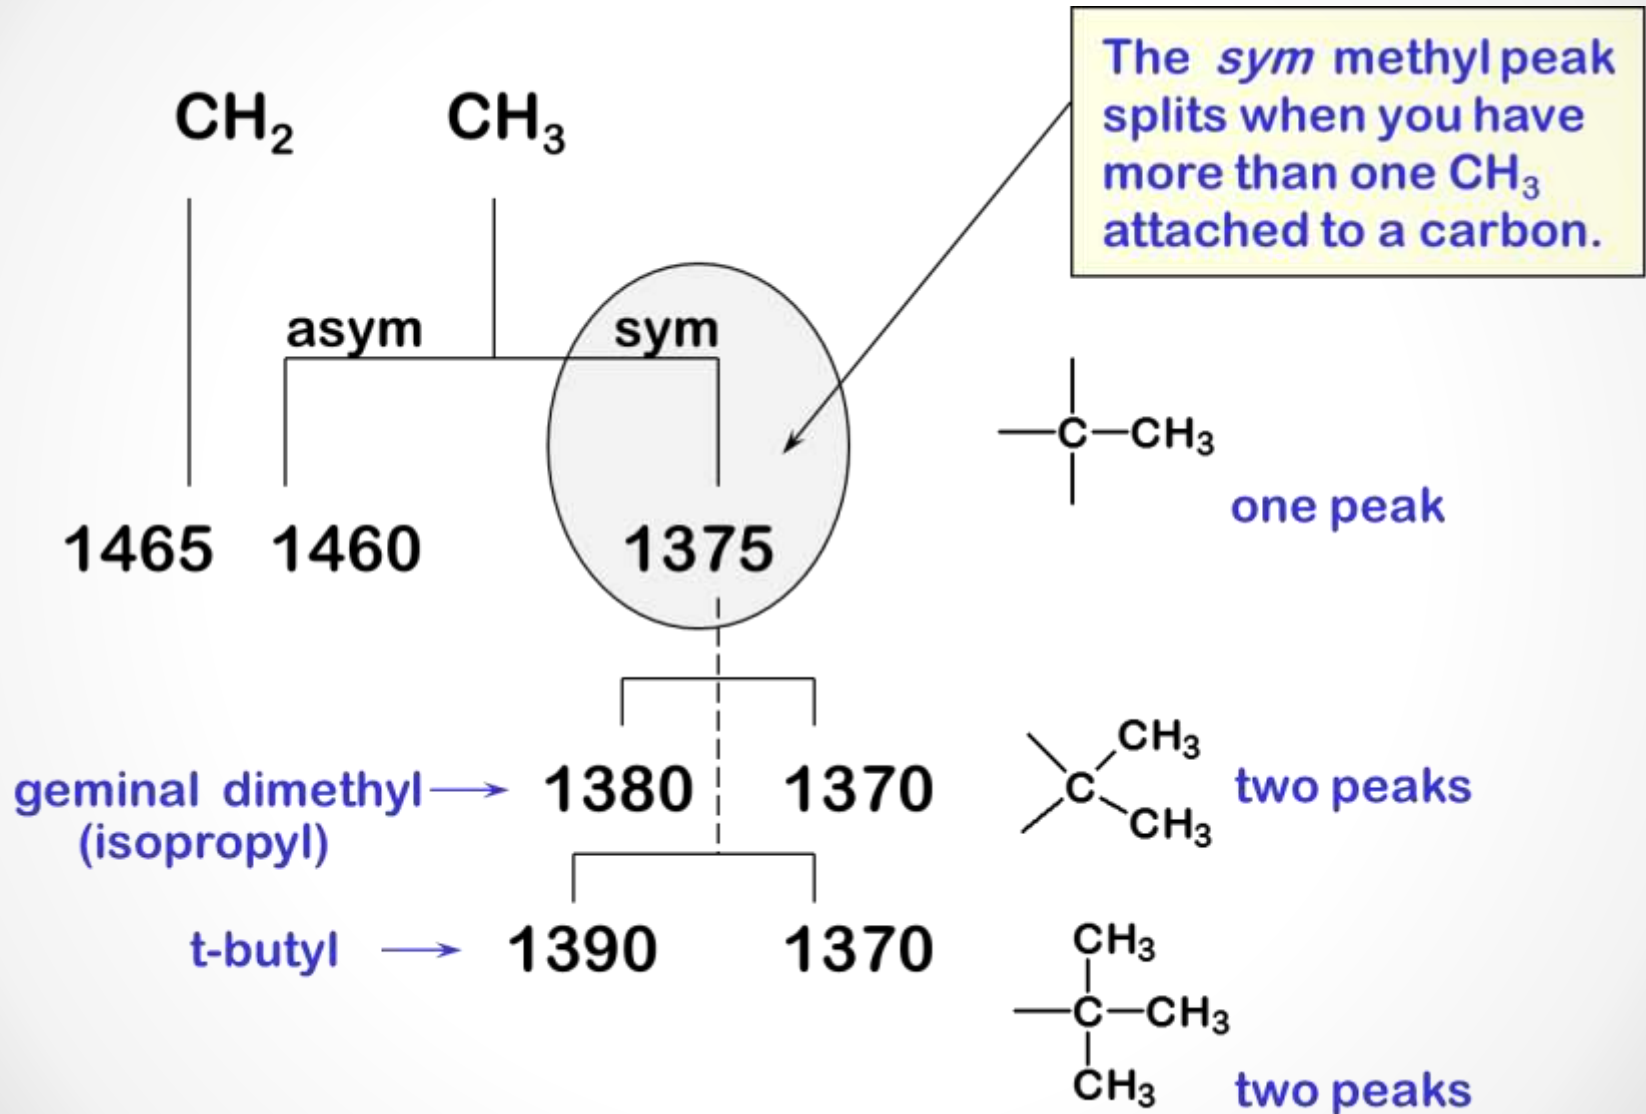 The sym methyl peak
splits when you have
more than one CH₃
attached to a carbon.
CH₂ CH₃
asym sym
1465 1460 1375
C—CH₃
one peak
geminal dimethyl
(isopropyl)
1380 1370
CH₃
C
CH₃
two peaks
t-butyl
1390 1370
CH₃
C—CH₃
CH₃
two peaks